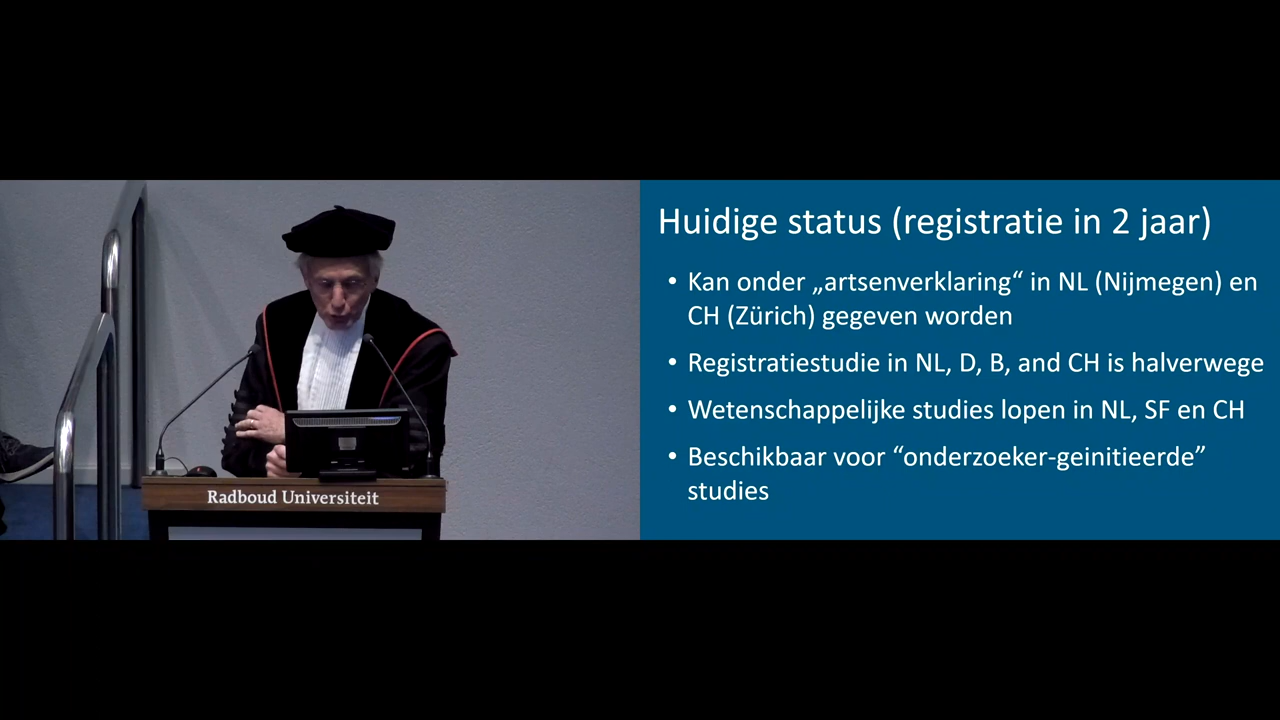 Radboud Universiteit
Huidige status (registratie in 2 jaar)
• Kan onder „artsenverklaring“ in NL (Nijmegen) en
CH (Zürich) gegeven worden
• Registratiestudie in NL, D, B, and CH is halverwege
• Wetenschappelijke studies lopen in NL, SF en CH
• Beschikbaar voor “onderzoeker-geinitieerde”
studies